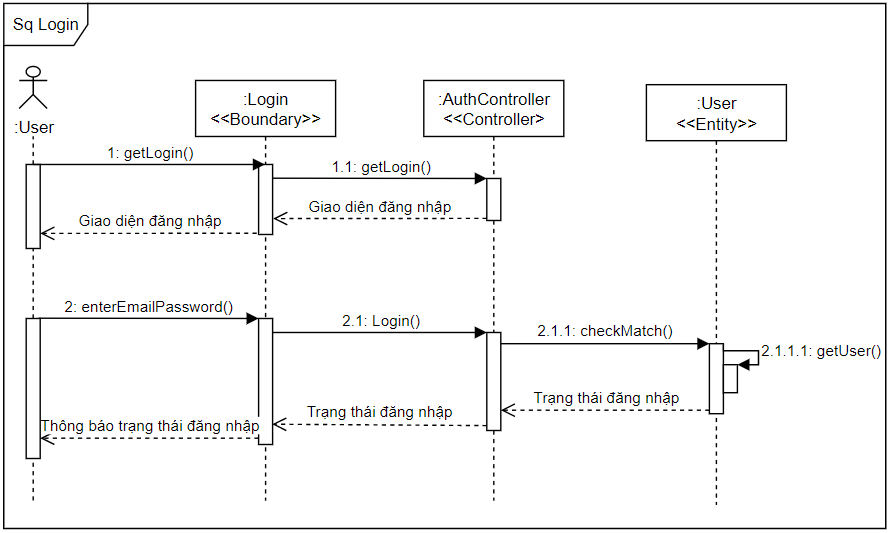 Sq Login
:User
:Login
<<Boundary>>
:AuthController
<<Controller>
:User
<<Entity>>
1: getLogin()
1.1: getLogin()
Giao diện đăng nhập
Giao diện đăng nhập
2: enterEmailPassword()
2.1: Login()
2.1.1: checkMatch()
2.1.1.1: getUser()
Trạng thái đăng nhập
Trạng thái đăng nhập
Thông báo trạng thái đăng nhập